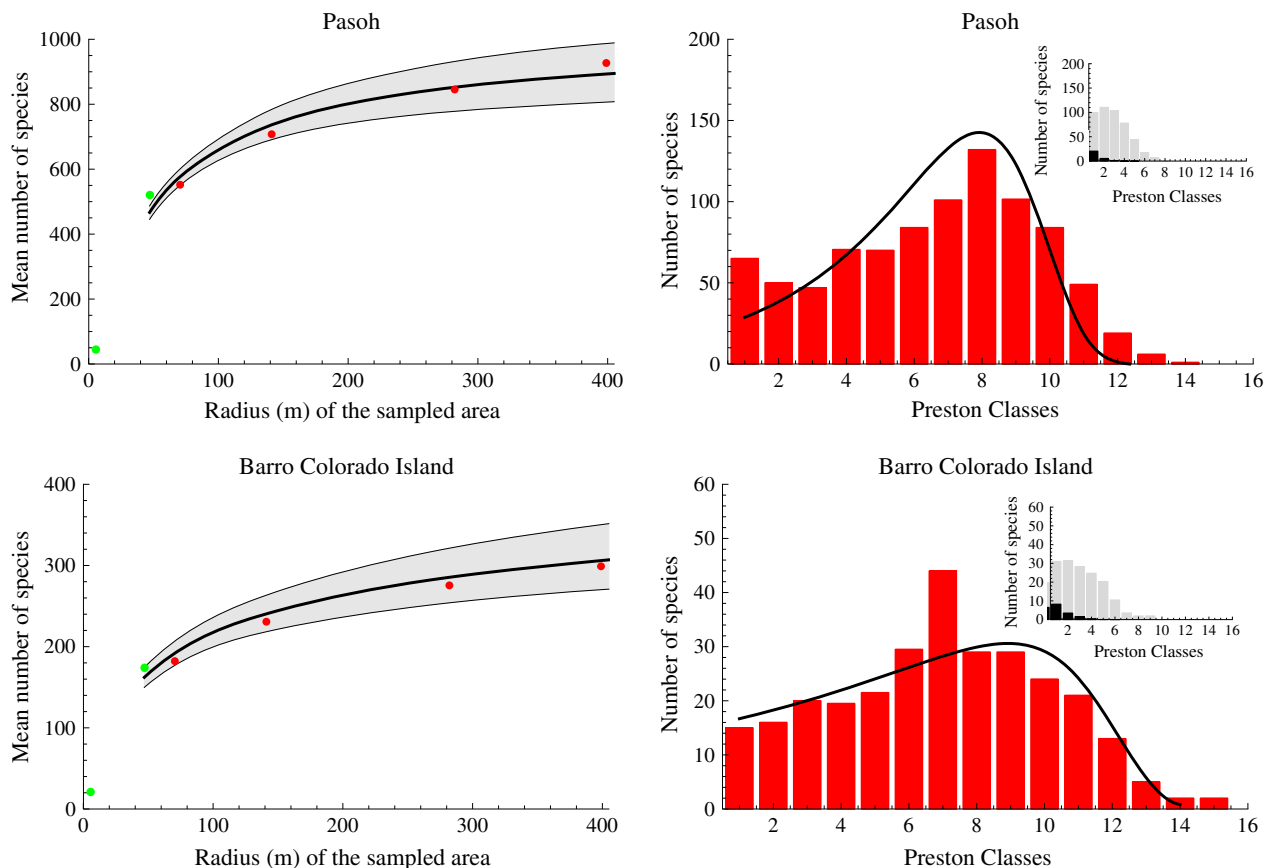 Pasoh
Mean number of species
1000
800
600
400
200
0
0 100 200 300 400
Radius (m) of the sampled area
Pasoh
Number of species
200
150
100
50
0
2 4 6 8 10 12 14 16
Preston Classes
Number of species
200
150
100
50
0
2 4 6 8 10 12 14 16
Preston Classes
Barro Colorado Island
Mean number of species
400
300
200
100
0
0 100 200 300 400
Radius (m) of the sampled area
Barro Colorado Island
Number of species
60
50
40
30
20
10
0
2 4 6 8 10 12 14 16
Preston Classes
Number of species
60
50
40
30
20
10
0
2 4 6 8 10 12 14 16
Preston Classes